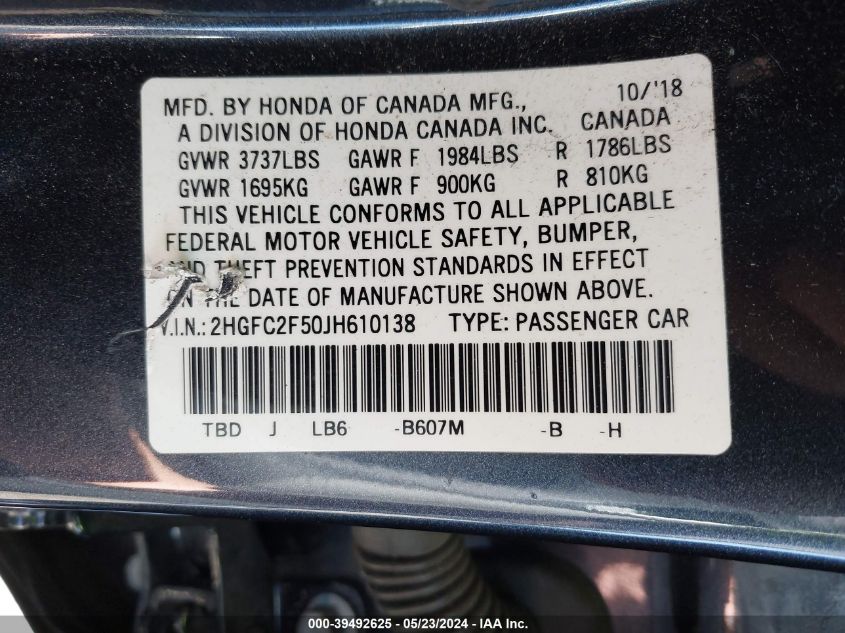 MFD. BY HONDA OF CANADA MFG., 10/'18
A DIVISION OF HONDA CANADA INC. CANADA
GVWR 3737LBS GAWR F 1984LBS R 1786LBS
GVWR 1695KG GAWR F 900KG R 810KG
THIS VEHICLE CONFORMS TO ALL APPLICABLE
FEDERAL MOTOR VEHICLE SAFETY, BUMPER,
AND THEFT PREVENTION STANDARDS IN EFFECT
ON THE DATE OF MANUFACTURE SHOWN ABOVE.
V.I.N.: 2HGFC2F50JH610138 TYPE: PASSENGER CAR
TBD J LB6 -B607M -B -H
000-39492625 - 05/23/2024 - IAA Inc.